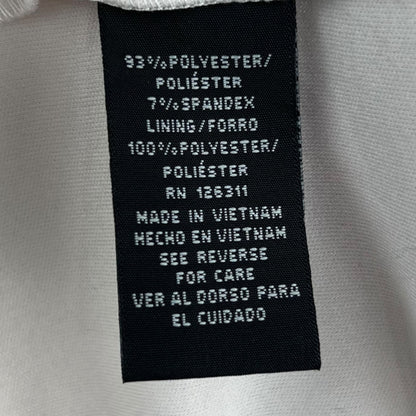 93%POLYESTER/
POLIÉSTER
7%SPANDEX
LINING/FORRO
100%POLYESTER/
POLIÉSTER
RN 126311
MADE IN VIETNAM
HECHO EN VIETNAM
SEE REVERSE
FOR CARE
VER AL DORSO PARA
EL CUIDADO